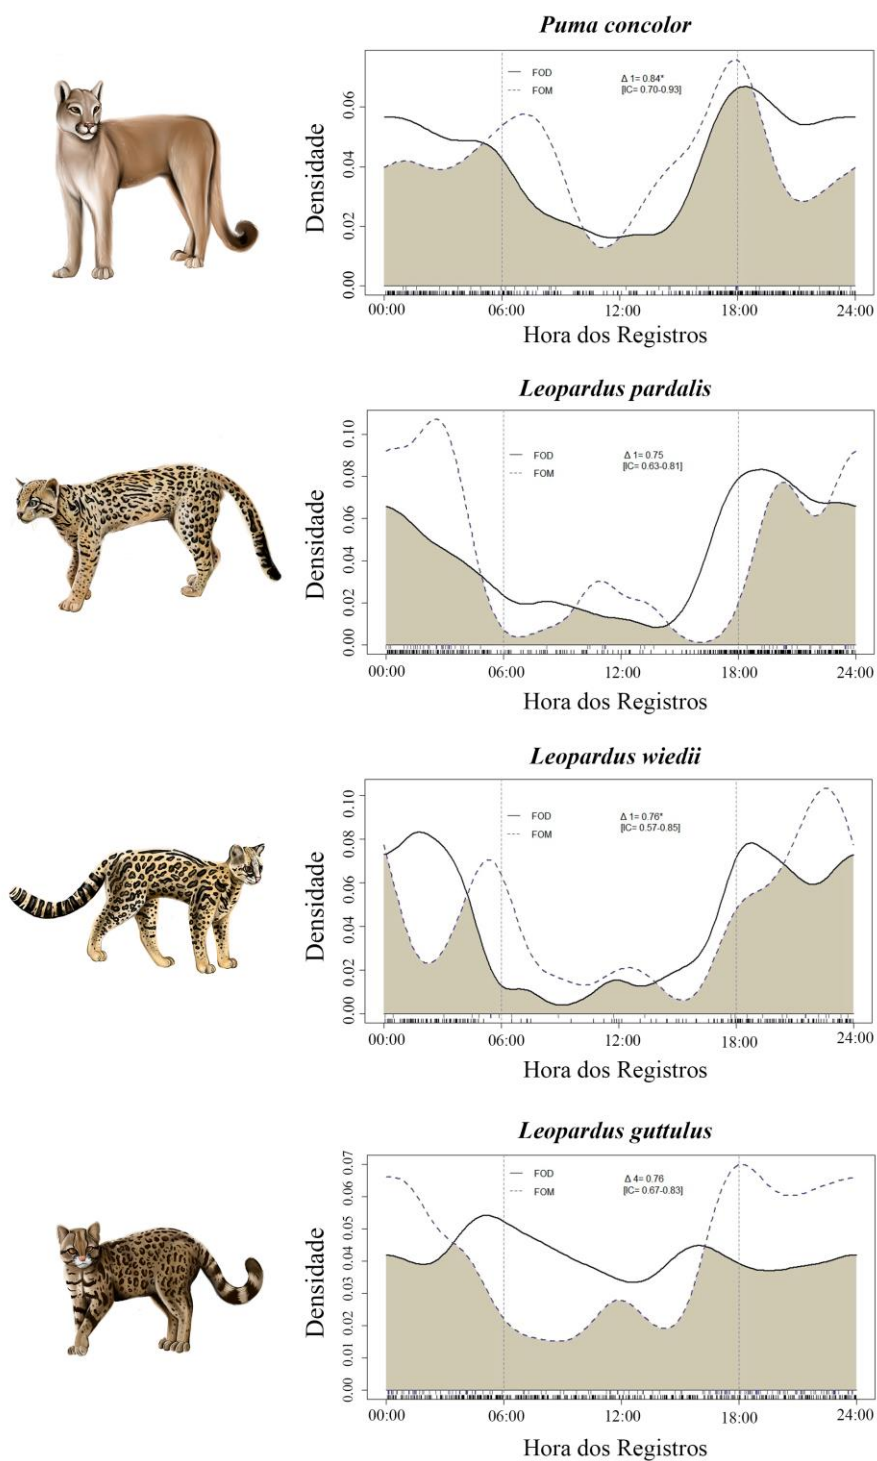 Puma concolor
FOD
FOM
Δ 1= 0.84*
[IC= 0.70-0.93]
Densidade
0.00
0.02
0.04
0.06
00:00
06:00
12:00
18:00
24:00
Hora dos Registros
Leopardus pardalis
FOD
FOM
Δ 1= 0.75
[IC= 0.63-0.81]
Densidade
0.00
0.02
0.04
0.06
0.08
0.10
00:00
06:00
12:00
18:00
24:00
Hora dos Registros
Leopardus wiedii
FOD
FOM
Δ 1= 0.76*
[IC= 0.57-0.85]
Densidade
0.00
0.02
0.04
0.06
0.08
0.10
00:00
06:00
12:00
18:00
24:00
Hora dos Registros
Leopardus guttulus
FOD
FOM
Δ 4= 0.76
[IC= 0.67-0.83]
Densidade
0.00
0.01
0.02
0.03
0.04
0.05
0.06
0.07
00:00
06:00
12:00
18:00
24:00
Hora dos Registros